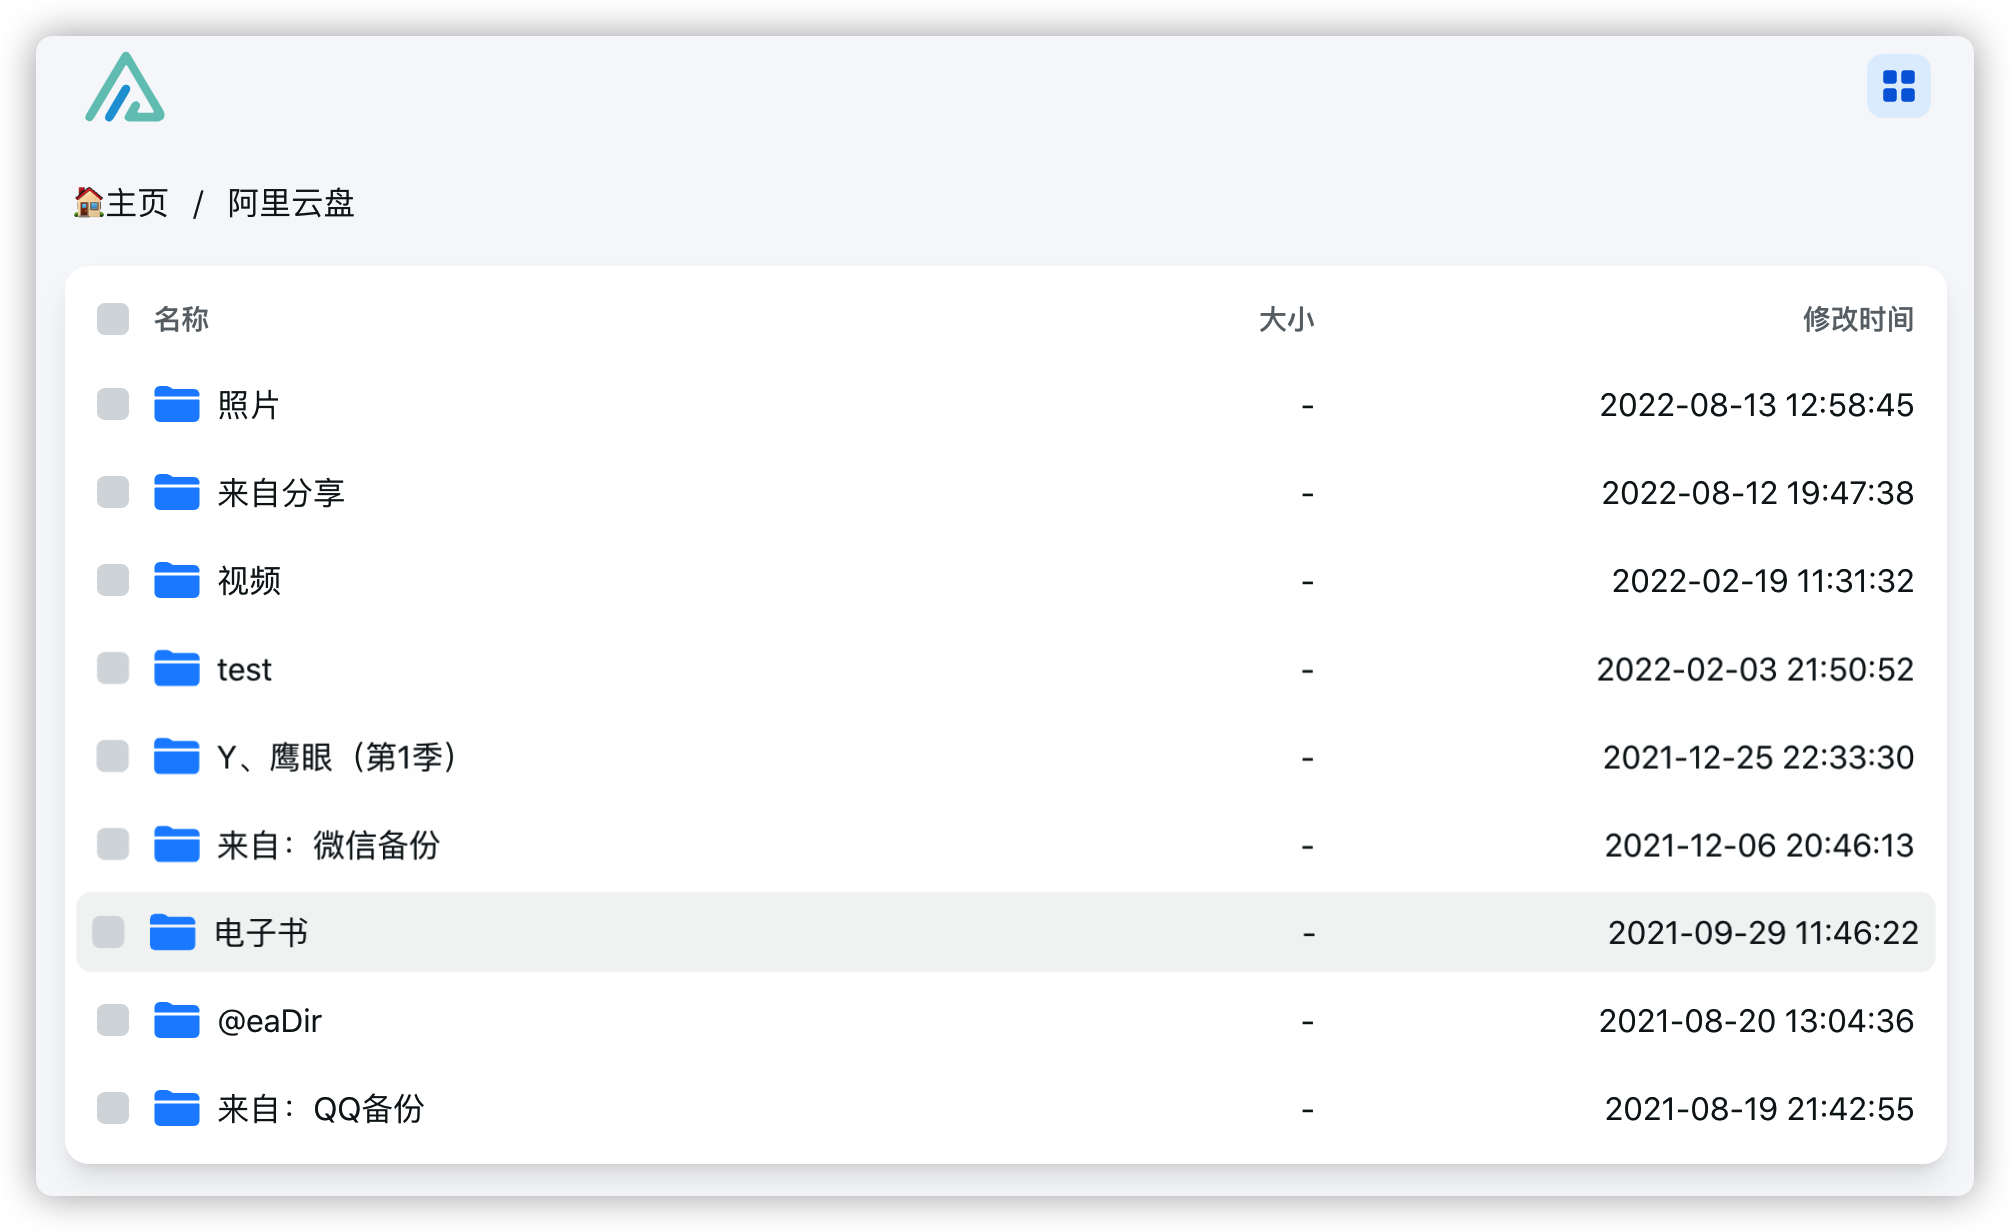 🏠主页 / 阿里云盘
名称 大小 修改时间
照片 - 2022-08-13 12:58:45
来自分享 - 2022-08-12 19:47:38
视频 - 2022-02-19 11:31:32
test - 2022-02-03 21:50:52
Y、鹰眼（第1季） - 2021-12-25 22:33:30
来自：微信备份 - 2021-12-06 20:46:13
电子书 - 2021-09-29 11:46:22
@eaDir - 2021-08-20 13:04:36
来自：QQ备份 - 2021-08-19 21:42:55